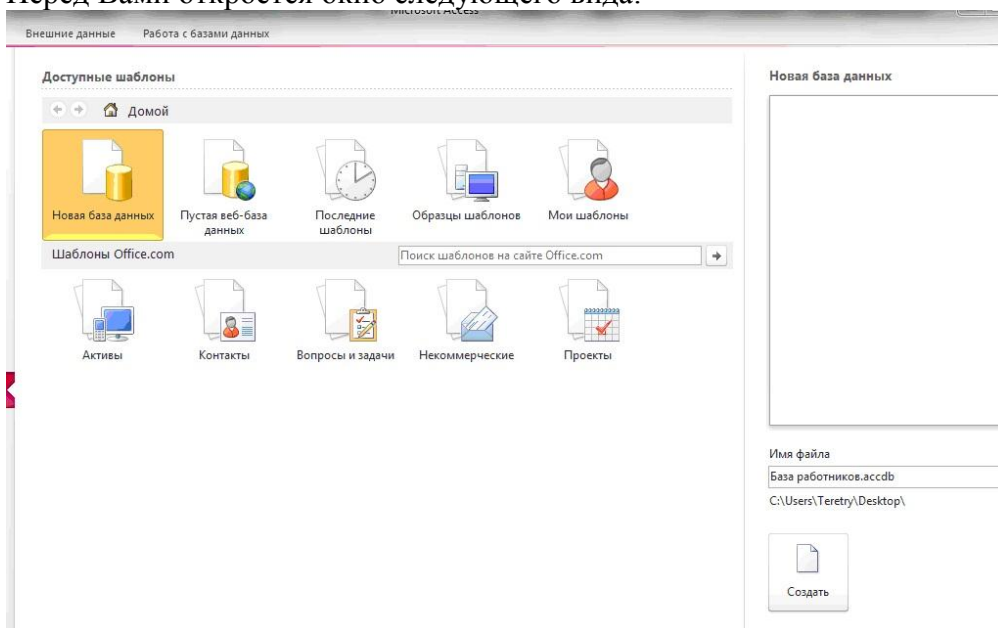 Перед Вами откроется окно следующего вида:
Microsoft Access
Внешние данные Работа с базами данных
Доступные шаблоны
Домой
Новая база данных
Пустая веб-база данных
Последние шаблоны
Образцы шаблонов
Мои шаблоны
Шаблоны Office.com
Поиск шаблонов на сайте Office.com
Активы
Контакты
Вопросы и задачи
Некоммерческие
Проекты
Новая база данных
Имя файла
База работников.accdb
C:\Users\Teretry\Desktop\
Создать